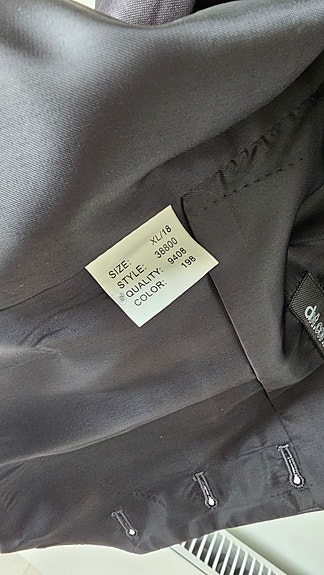 SIZE: XL/18
STYLE: 38800
QUALITY: 9408
COLOR: 198